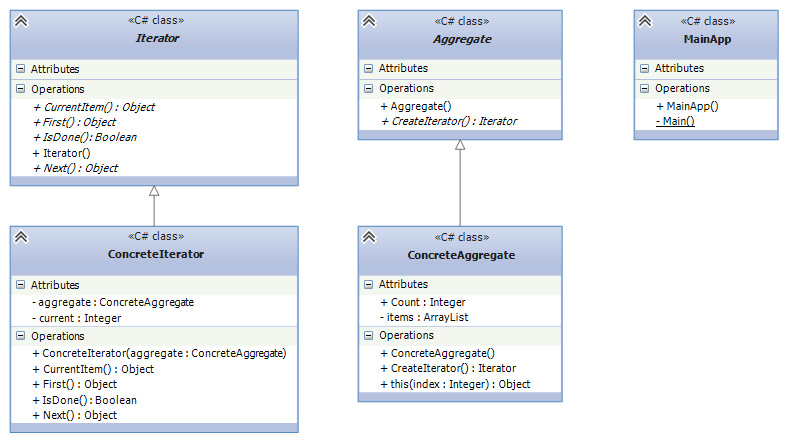 «C# class»
Iterator
Attributes
Operations
+ CurrentItem() : Object
+ First() : Object
+ IsDone() : Boolean
+ Iterator()
+ Next() : Object
«C# class»
Aggregate
Attributes
Operations
+ Aggregate()
+ CreateIterator() : Iterator
«C# class»
MainApp
Attributes
Operations
+ MainApp()
- Main()
«C# class»
ConcreteIterator
Attributes
- aggregate : ConcreteAggregate
- current : Integer
Operations
+ ConcreteIterator(aggregate : ConcreteAggregate)
+ CurrentItem() : Object
+ First() : Object
+ IsDone() : Boolean
+ Next() : Object
«C# class»
ConcreteAggregate
Attributes
+ Count : Integer
- items : ArrayList
Operations
+ ConcreteAggregate()
+ CreateIterator() : Iterator
+ this(index : Integer) : Object